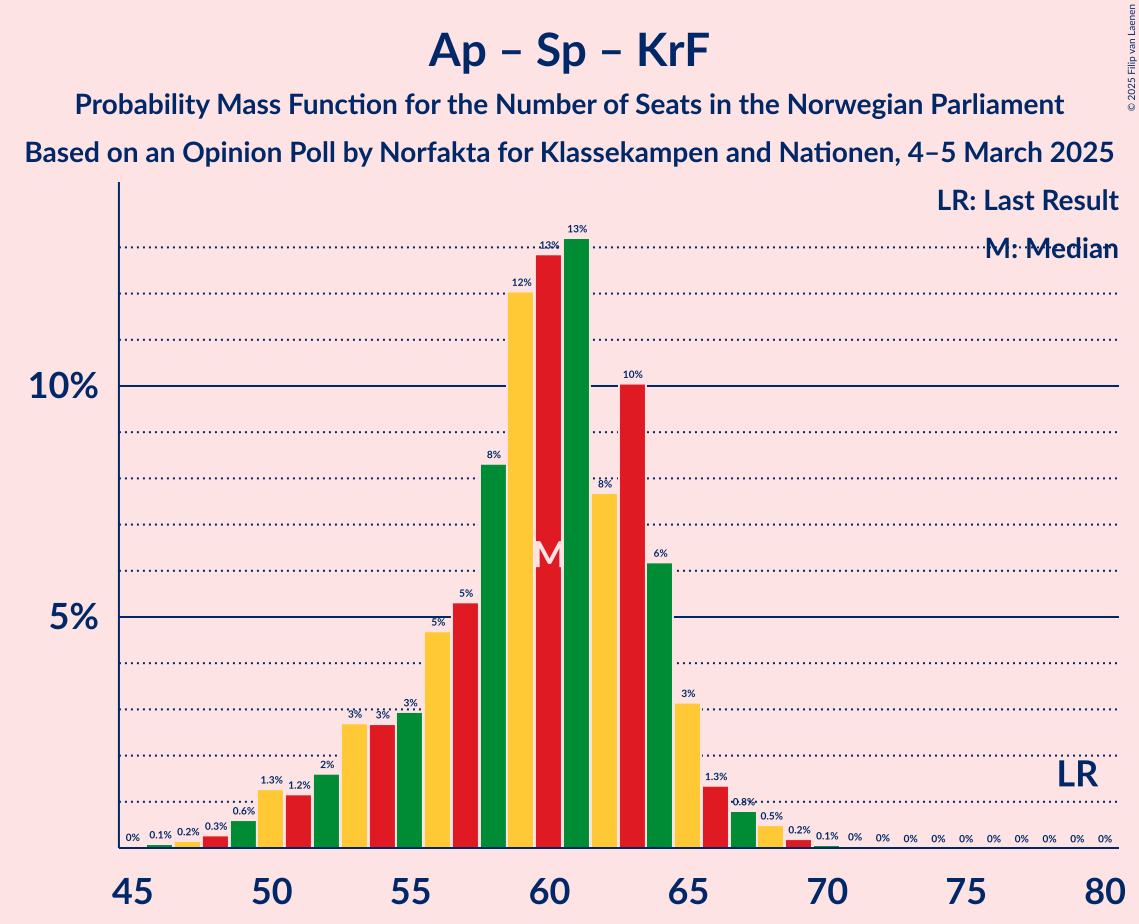 Ap – Sp – KrF
Probability Mass Function for the Number of Seats in the Norwegian Parliament
Based on an Opinion Poll by Norfakta for Klassekampen and Nationen, 4–5 March 2025
© 2025 Filip van Laenen
LR: Last Result
M: Median
10%
5%
0% 0.1% 0.2% 0.3% 0.6% 1.3% 1.2% 2% 3% 3% 3% 5% 5% 8% 12% 13% 13% 8% 10% 6% 3% 1.3% 0.8% 0.5% 0.2% 0.1% 0% 0% 0% 0% 0% 0% 0% 0% 0% 0%
M
LR
45 50 55 60 65 70 75 80